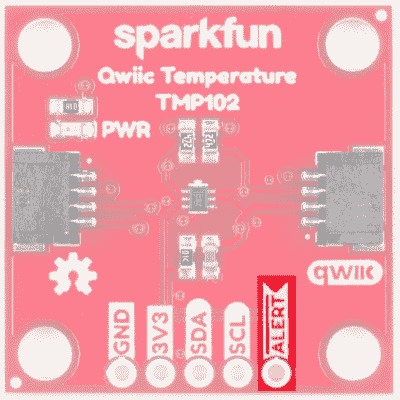 sparkfun
Qwiic Temperature
TMP102
PWR
qwiic
GND
3V3
SDA
SCL
ALERT